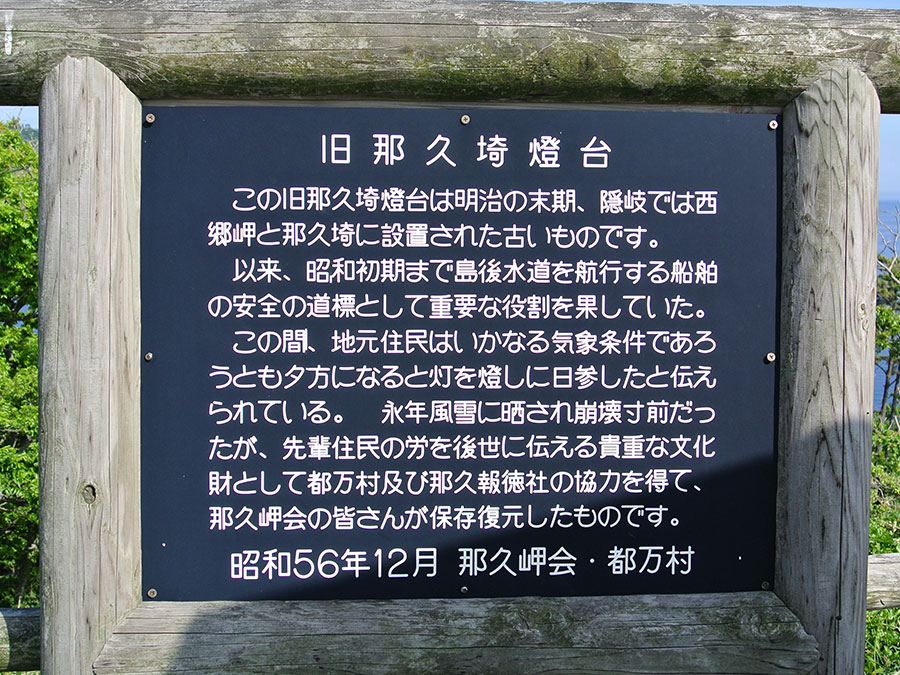 旧那久埼燈台
この旧那久埼燈台は明治の末期、隠岐では西
郷岬と那久埼に設置された古いものです。
以来、昭和初期まで島後水道を航行する船舶
の安全の道標として重要な役割を果していた。
この間、地元住民はいかなる気象条件であろ
うとも夕方になると灯を燈しに日参したと伝え
られている。 永年風雪に晒され崩壊寸前だっ
たが、先輩住民の労を後世に伝える貴重な文化
財として都万村及び那久報徳社の協力を得て、
那久岬会の皆さんが保存復元したものです。
昭和56年12月 那久岬会・都万村